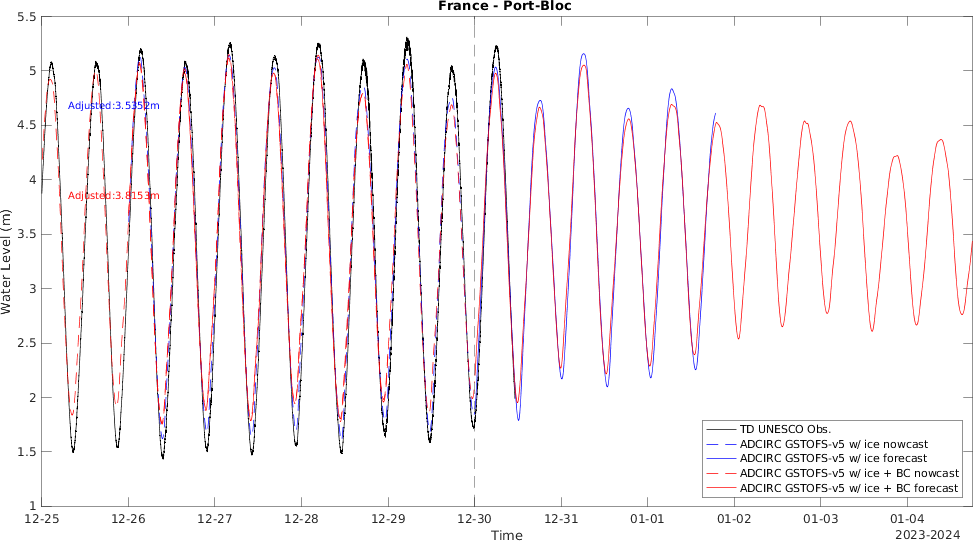 France - Port-Bloc
5.5
5
4.5
4
3.5
3
2.5
2
1.5
1
Water Level (m)
Adjusted:3.5352m
Adjusted:3.8153m
TD UNESCO Obs.
ADCIRC GSTOFS-v5 w/ ice nowcast
ADCIRC GSTOFS-v5 w/ ice forecast
ADCIRC GSTOFS-v5 w/ ice + BC nowcast
ADCIRC GSTOFS-v5 w/ ice + BC forecast
12-25 12-26 12-27 12-28 12-29 12-30 12-31 01-01 01-02 01-03 01-04
Time
2023-2024